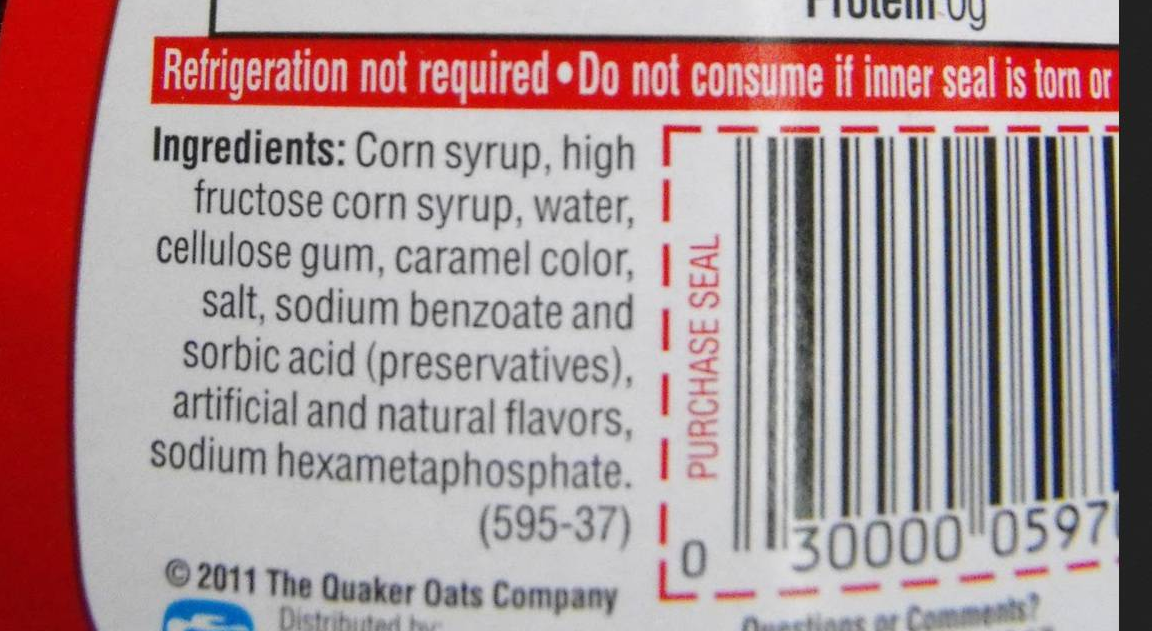 Protein 0g
Refrigeration not required • Do not consume if inner seal is torn or
Ingredients: Corn syrup, high
fructose corn syrup, water,
cellulose gum, caramel color,
salt, sodium benzoate and
sorbic acid (preservatives),
artificial and natural flavors,
sodium hexametaphosphate.
(595-37)
© 2011 The Quaker Oats Company
Distributed by:
PURCHASE SEAL
0 30000 0597
Questions or Comments?